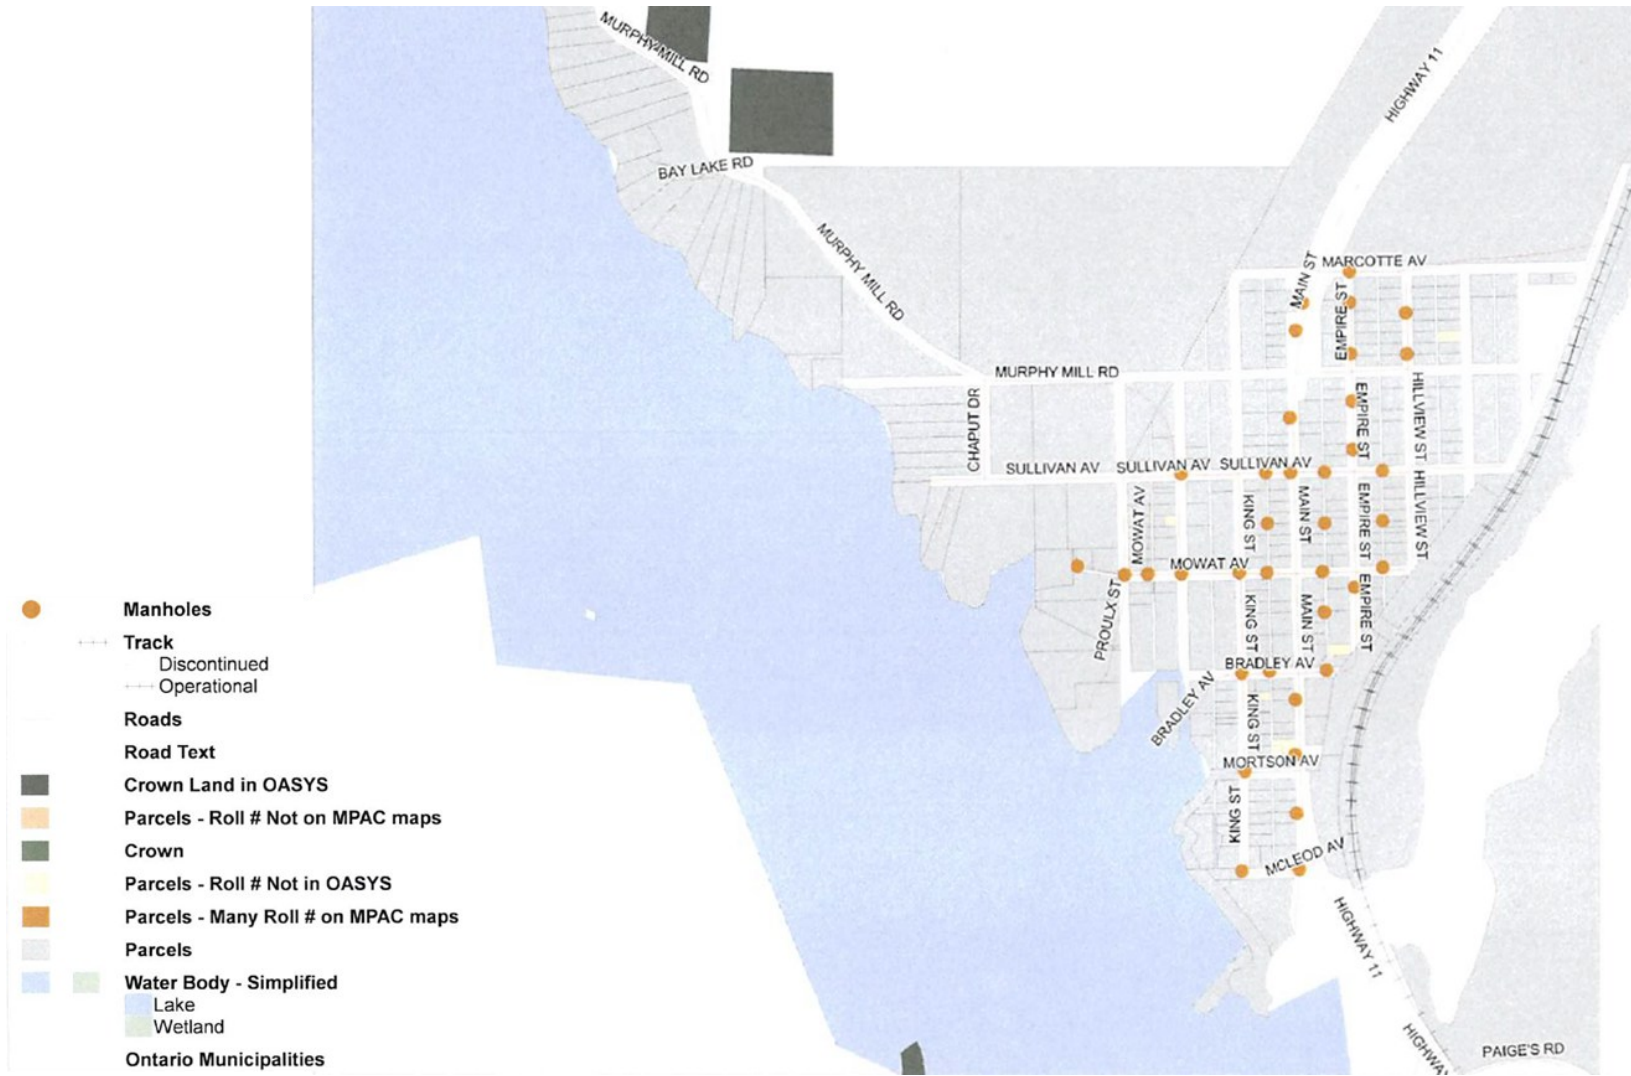 MURPHY MILL RD
HIGHWAY 11
BAY LAKE RD
MURPHY MILL RD
MAIN ST
MARCOTTE AV
EMPIRE ST
MURPHY MILL RD
CHAPUT DR
EMPIRE ST
HILLVIEW ST
SULLIVAN AV
SULLIVAN AV
SULLIVAN AV
MOWAT AV
KING ST
MAIN ST
EMPIRE ST
HILLVIEW ST
MOWAT AV
PROULX ST
KING ST
MAIN ST
EMPIRE ST
BRADLEY AV
BRADLEY AV
KING ST
MORTSON AV
KING ST
MCLEOD AV
HIGHWAY 11
HIGHWAY
PAIGE'S RD
Manholes
Track
Discontinued
Operational
Roads
Road Text
Crown Land in OASYS
Parcels - Roll # Not on MPAC maps
Crown
Parcels - Roll # Not in OASYS
Parcels - Many Roll # on MPAC maps
Parcels
Water Body - Simplified
Lake
Wetland
Ontario Municipalities